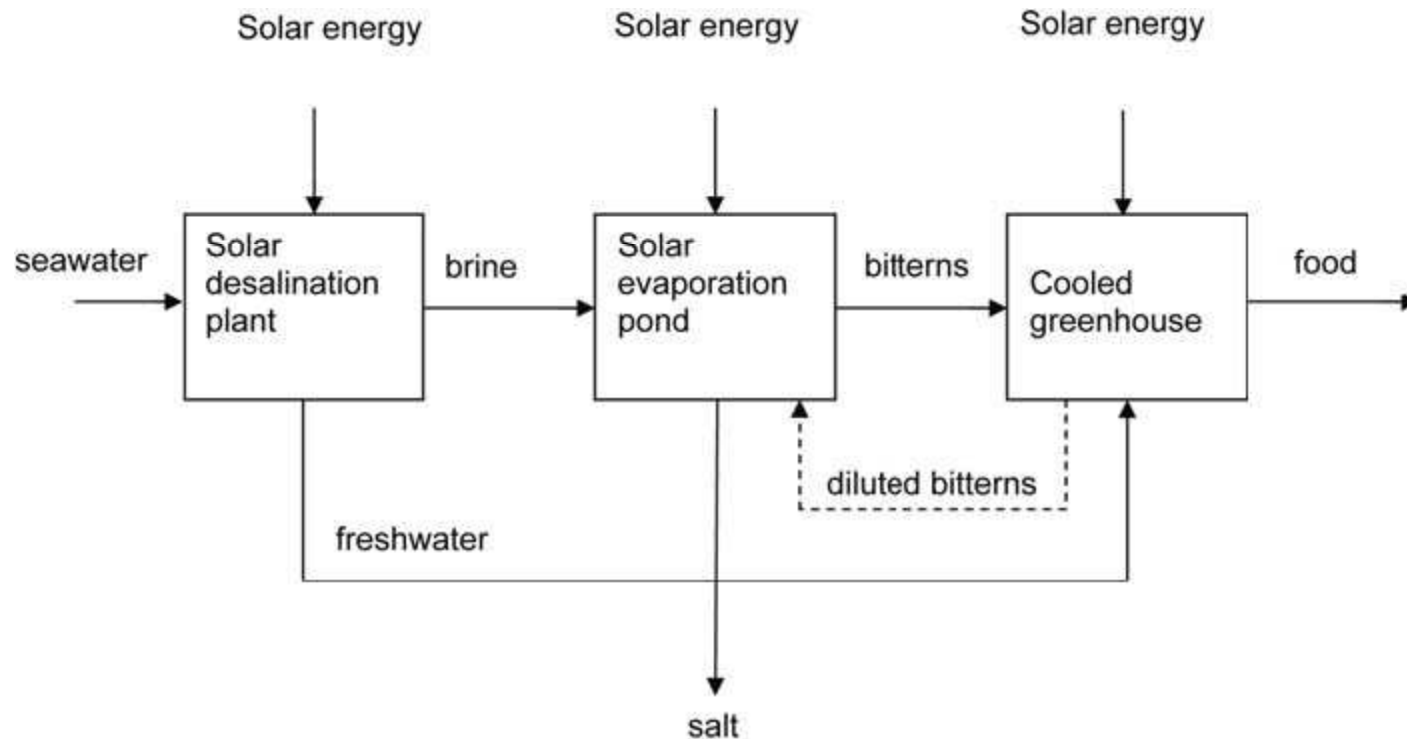 Solar energy
Solar energy
Solar energy
seawater
Solar
desalination
plant
brine
Solar
evaporation
pond
bitterns
Cooled
greenhouse
food
diluted bitterns
freshwater
salt